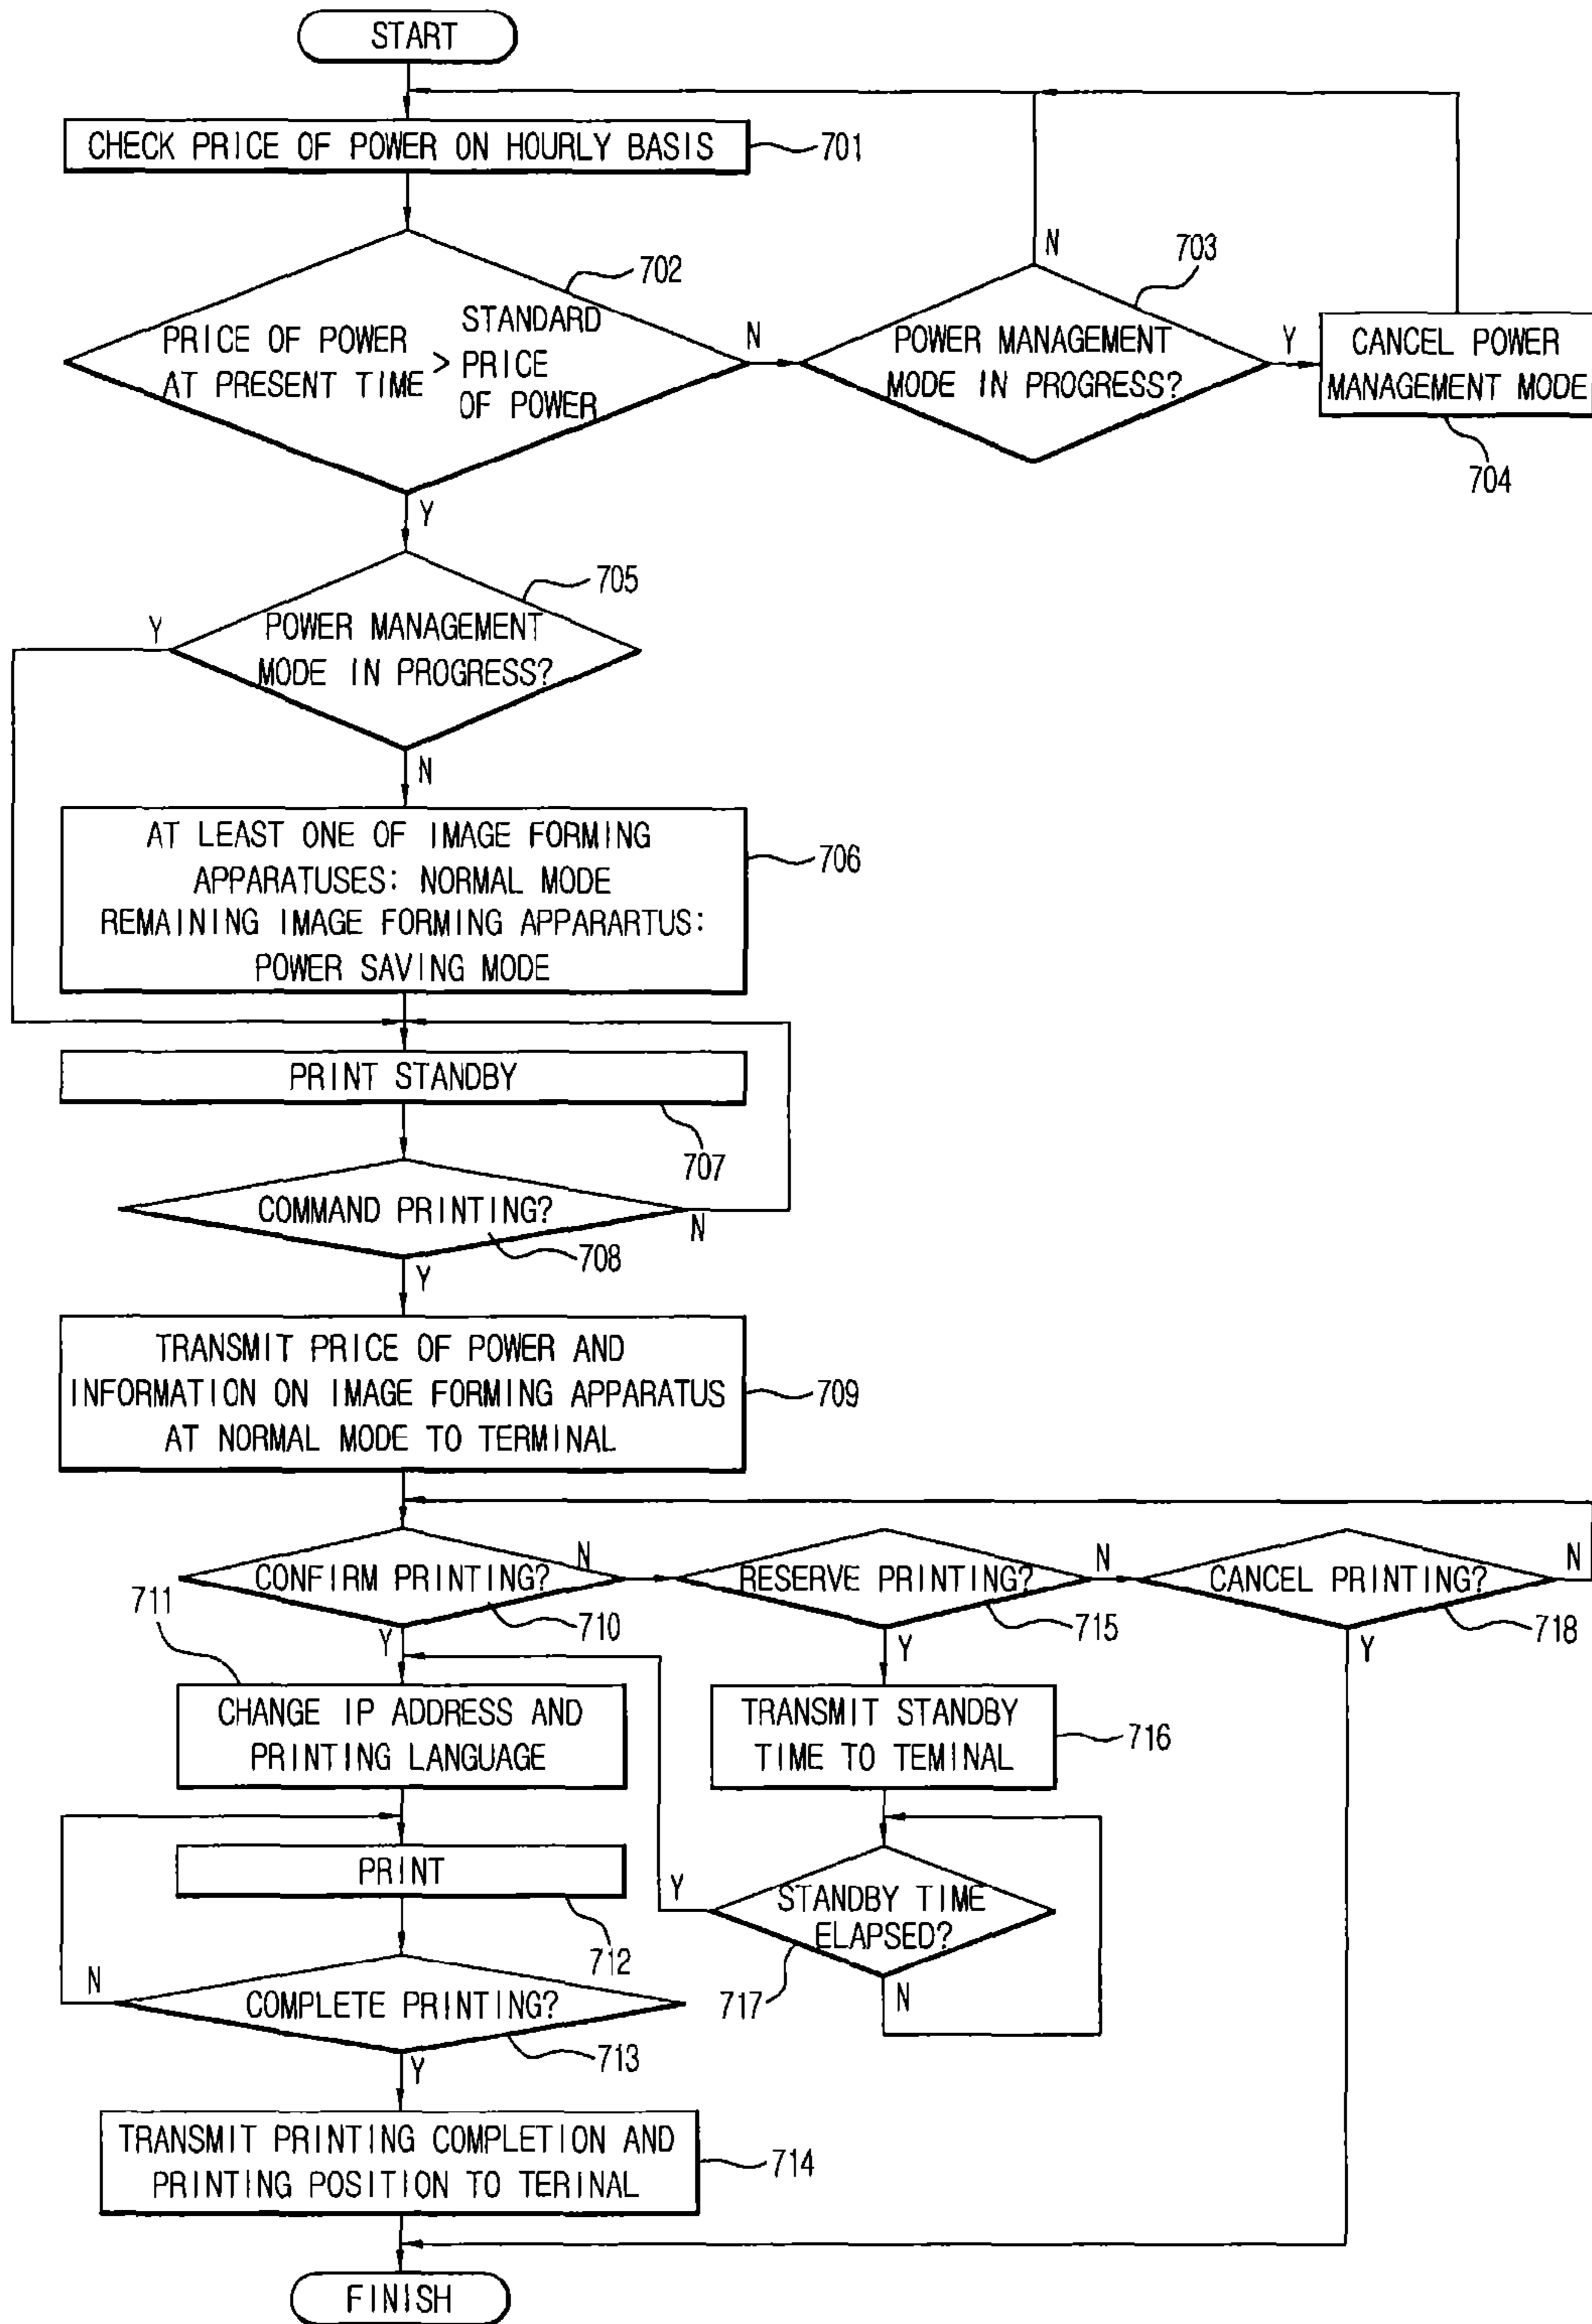 START
CHECK PRICE OF POWER ON HOURLY BASIS
701
702
PRICE OF POWER
AT PRESENT TIME
>
STANDARD
PRICE
OF POWER
N
Y
703
POWER MANAGEMENT
MODE IN PROGRESS?
N
Y
CANCEL POWER
MANAGEMENT MODE
704
705
POWER MANAGEMENT
MODE IN PROGRESS?
Y
N
AT LEAST ONE OF IMAGE FORMING
APPARATUSES: NORMAL MODE
REMAINING IMAGE FORMING APPARARTUS:
POWER SAVING MODE
706
PRINT STANDBY
707
COMMAND PRINTING?
N
708
Y
TRANSMIT PRICE OF POWER AND
INFORMATION ON IMAGE FORMING APPARATUS
AT NORMAL MODE TO TERMINAL
709
CONFIRM PRINTING?
N
710
Y
RESERVE PRINTING?
N
715
Y
CANCEL PRINTING?
N
718
Y
711
CHANGE IP ADDRESS AND
PRINTING LANGUAGE
TRANSMIT STANDBY
TIME TO TEMINAL
716
PRINT
712
STANDBY TIME
ELAPSED?
Y
717
N
COMPLETE PRINTING?
N
713
Y
TRANSMIT PRINTING COMPLETION AND
PRINTING POSITION TO TERINAL
714
FINISH